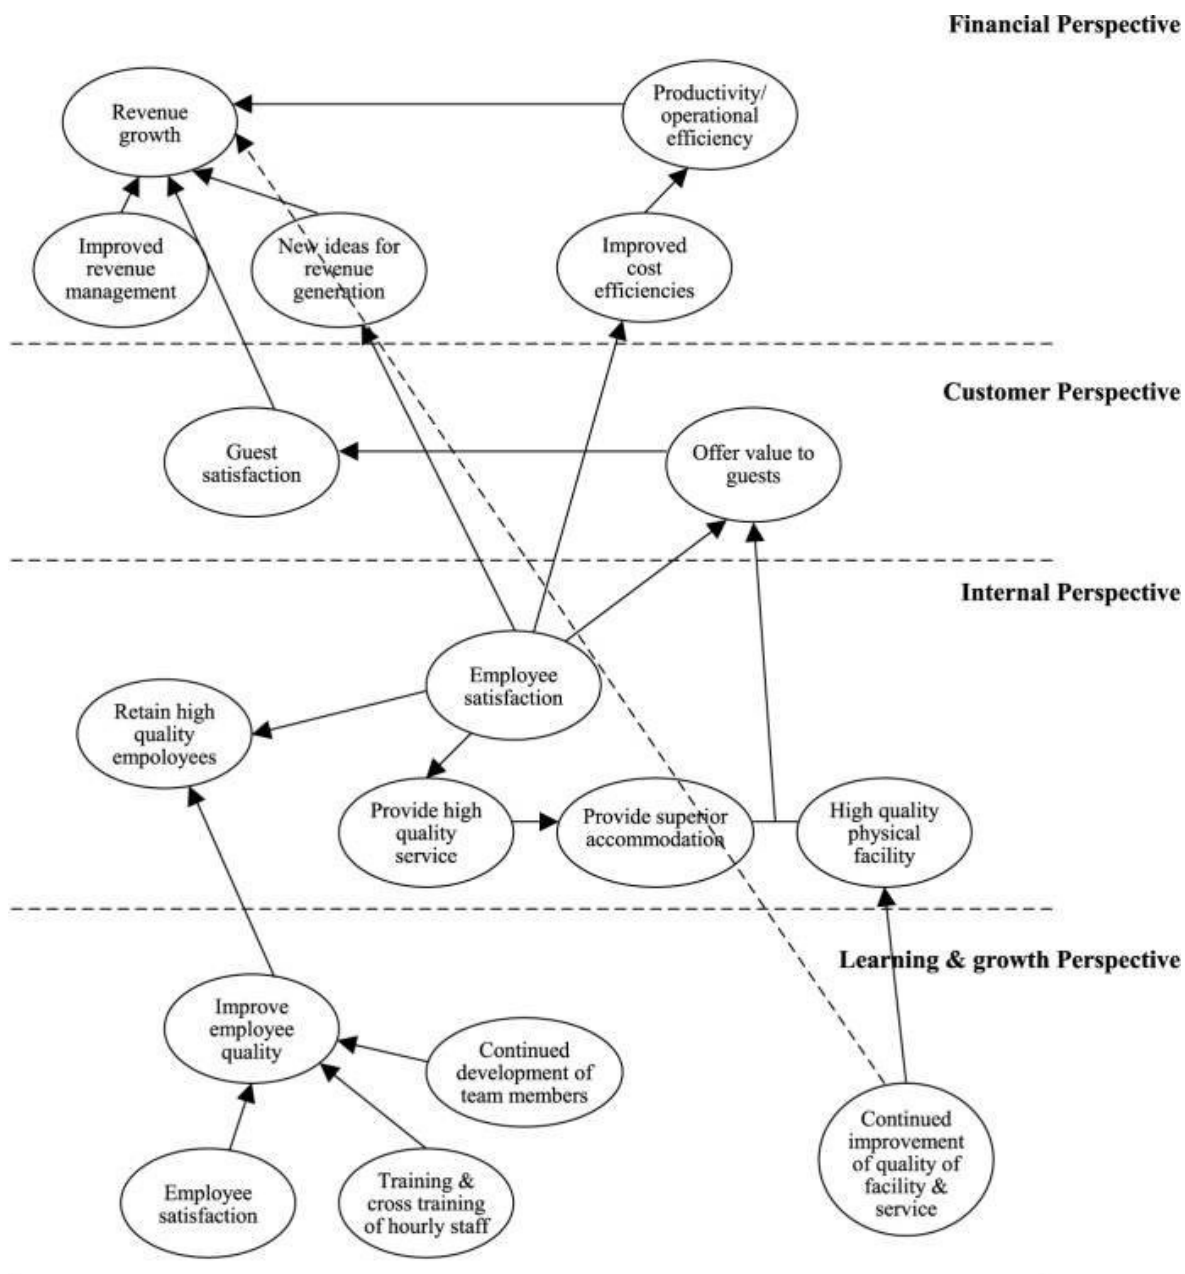 Financial Perspective
Revenue
growth
Productivity/
operational
efficiency
Improved
revenue
management
New ideas for
revenue
generation
Improved
cost
efficiencies
Customer Perspective
Guest
satisfaction
Offer value to
guests
Internal Perspective
Employee
satisfaction
Retain high
quality
empoloyees
Provide high
quality
service
Provide superior
accommodation
High quality
physical
facility
Learning & growth Perspective
Improve
employee
quality
Continued
development of
team members
Employee
satisfaction
Training &
cross training
of hourly staff
Continued
improvement
of quality of
facility &
service